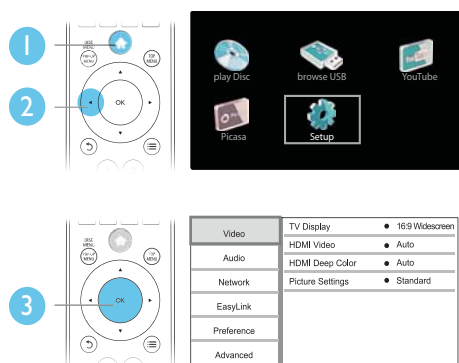 1
DISC
MENU
POP-UP
MENU
TOP
MENU
2
OK
play Disc
browse USB
YouTube
Picasa
Setup
DISC
MENU
POP-UP
MENU
TOP
MENU
3
OK
Video
Audio
Network
EasyLink
Preference
Advanced
TV Display 16:9 Widescreen
HDMI Video Auto
HDMI Deep Color Auto
Picture Settings Standard